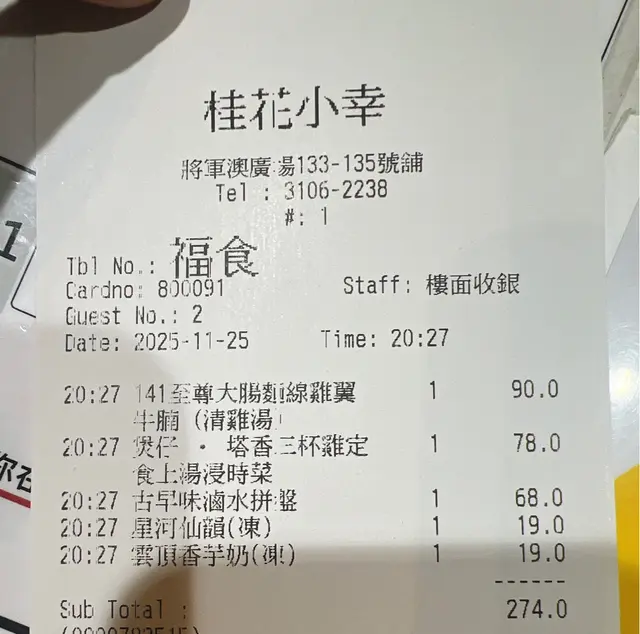 桂花小幸
將軍澳廣場133-135號舖
Tel : 3106-2238
#: 1
Tbl No.: 福食
Cardno: 800091 Staff: 樓面收銀
Guest No.: 2
Date: 2025-11-25 Time: 20:27
20:27 141至尊大腸麵線雞翼 1 90.0
牛腩 (清雞湯)
20:27 煲仔 · 塔香三杯雞定 1 78.0
食上湯浸時菜
20:27 古早味滷水拼盤 1 68.0
20:27 星河仙韻(凍) 1 19.0
20:27 雲頂香芋奶(凍) 1 19.0
------
Sub Total : 274.0